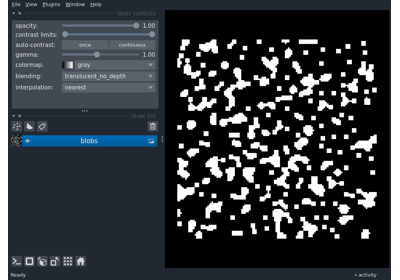 File View Plugins Window Help
layer controls
opacity: 1.00
contrast limits:
auto-contrast: once continuous
gamma: 1.00
colormap: gray
blending: translucent_no_depth
interpolation: nearest
layer list
blobs
Ready activity